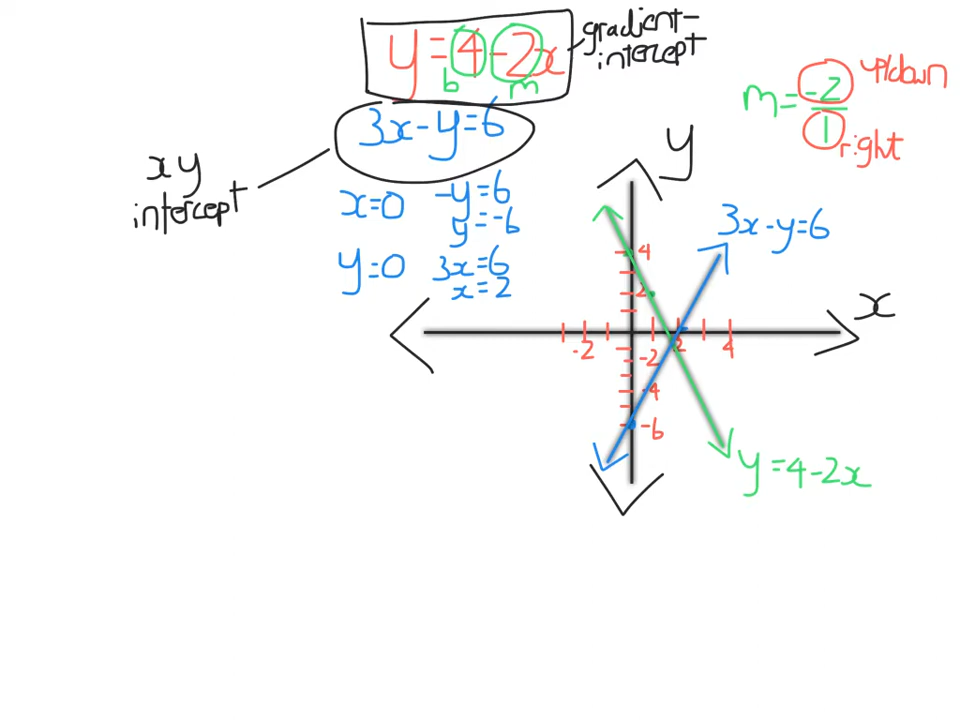 y=4-2x
b
m
gradient-
intercept
3x-y=6
x y
intercept
x=0
-y=6
y=-6
y=0
3x=6
x=2
m=-2/1
up/down
right
y
3x-y=6
4
2
x
-2
2
4
-2
-4
-6
y=4-2x